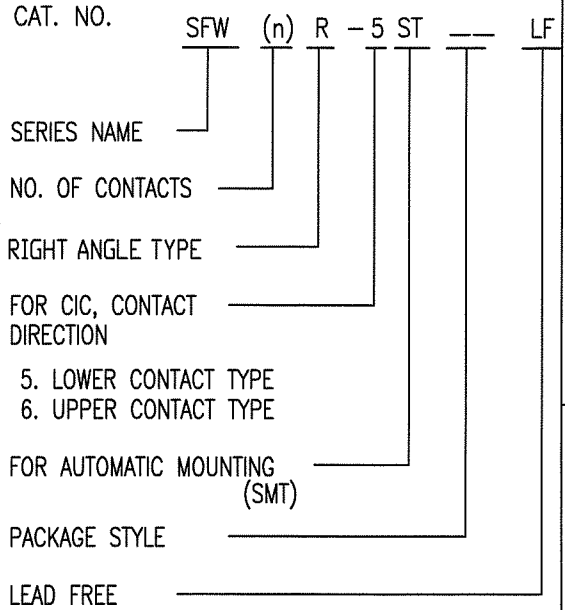 CAT. NO.
SFW (n) R - 5 ST __ LF
SERIES NAME
NO. OF CONTACTS
RIGHT ANGLE TYPE
FOR CIC, CONTACT
DIRECTION
5. LOWER CONTACT TYPE
6. UPPER CONTACT TYPE
FOR AUTOMATIC MOUNTING
(SMT)
PACKAGE STYLE
LEAD FREE